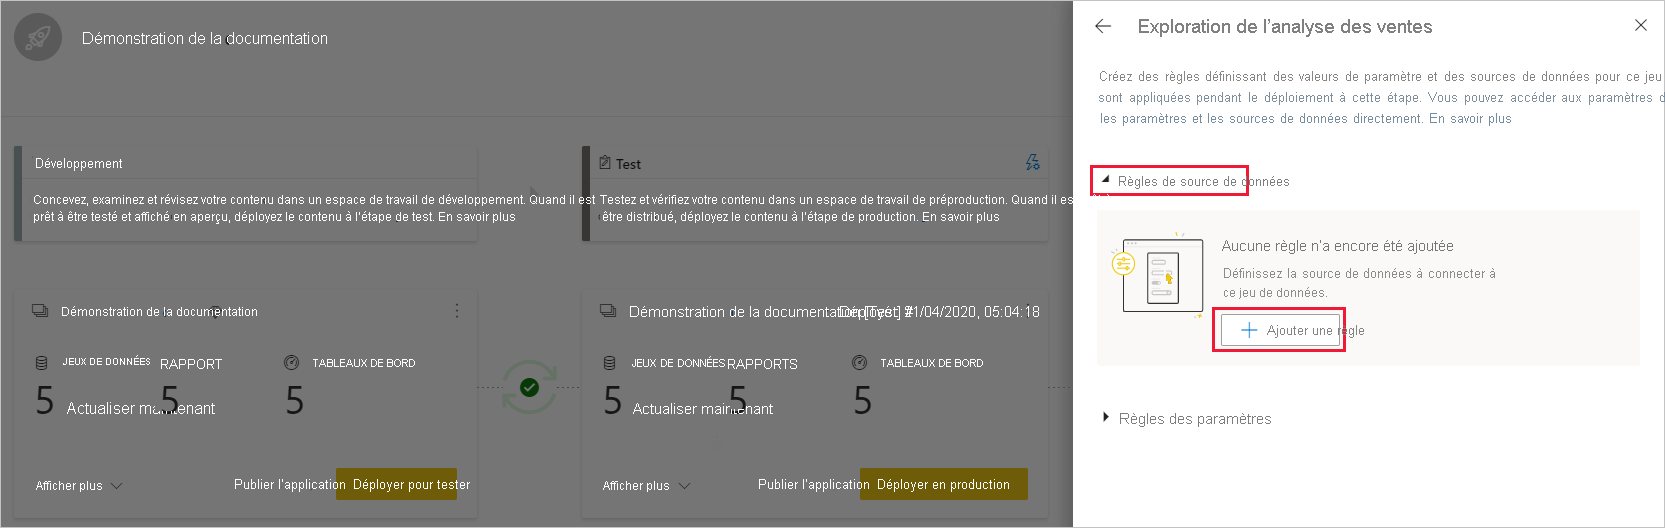 Démonstration de la documentation
Développement
Concevez, examinez et révisez votre contenu dans un espace de travail de développement. Quand il est
prêt à être testé et affiché en aperçu, déployez le contenu à l'étape de test. En savoir plus
Test
Testez et vérifiez votre contenu dans un espace de travail de préproduction. Quand il es
être distribué, déployez le contenu à l'étape de production. En savoir plus
Démonstration de la documentation
JEUX DE DONNÉES
RAPPORT
TABLEAUX DE BORD
5
5
5
Actualiser maintenant
Afficher plus
Publier l'application
Déployer pour tester
Démonstration de la documentation [Test]
21/04/2020, 05:04:18
JEUX DE DONNÉES
RAPPORTS
TABLEAUX DE BORD
5
5
5
Actualiser maintenant
Afficher plus
Publier l'application
Déployer en production
Exploration de l'analyse des ventes
Créez des règles définissant des valeurs de paramètre et des sources de données pour ce jeu
sont appliquées pendant le déploiement à cette étape. Vous pouvez accéder aux paramètres d
les paramètres et les sources de données directement. En savoir plus
Règles de source de données
Aucune règle n'a encore été ajoutée
Définissez la source de données à connecter à
ce jeu de données.
Ajouter une règle
Règles des paramètres